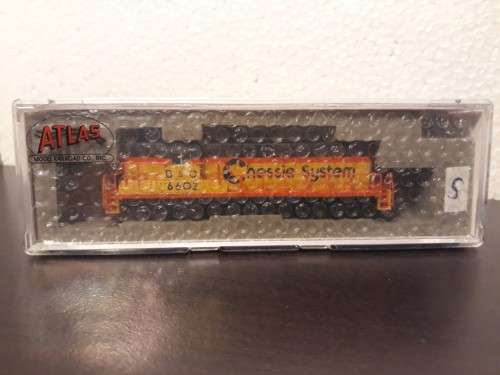 ATLAS
MODEL RAILROAD CO., INC.
B & O
6602
Chessie System
S